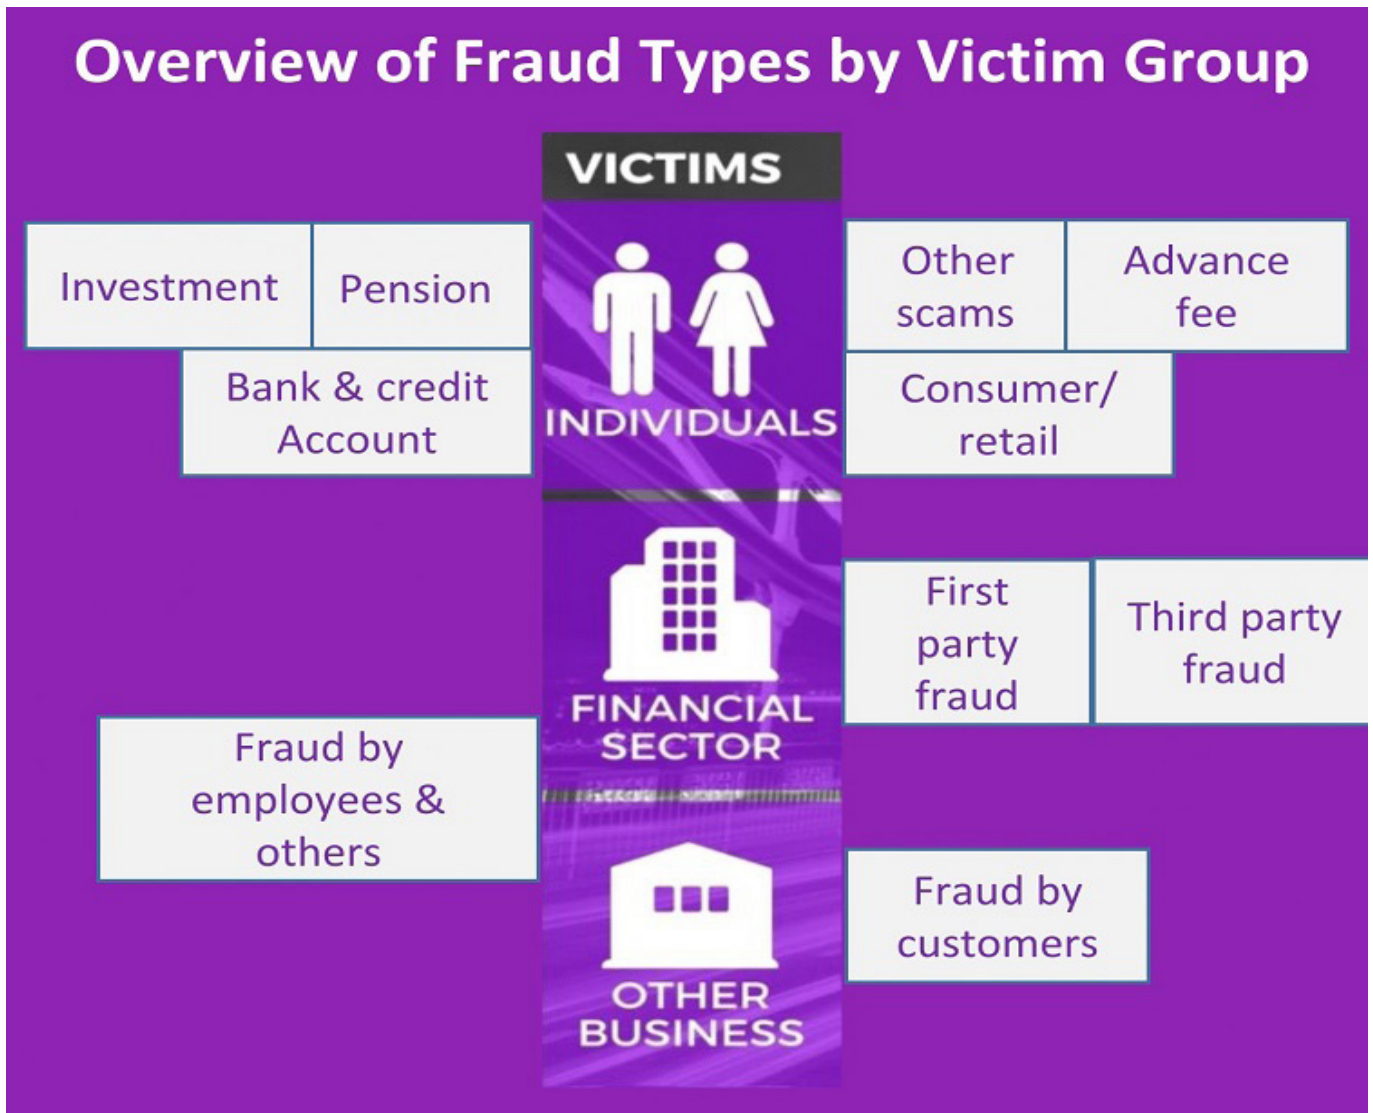 Overview of Fraud Types by Victim Group
VICTIMS
Investment
Pension
Bank & credit
Account
INDIVIDUALS
Other
scams
Advance
fee
Consumer/
retail
FINANCIAL
SECTOR
First
party
fraud
Third party
fraud
Fraud by
employees &
others
OTHER
BUSINESS
Fraud by
customers